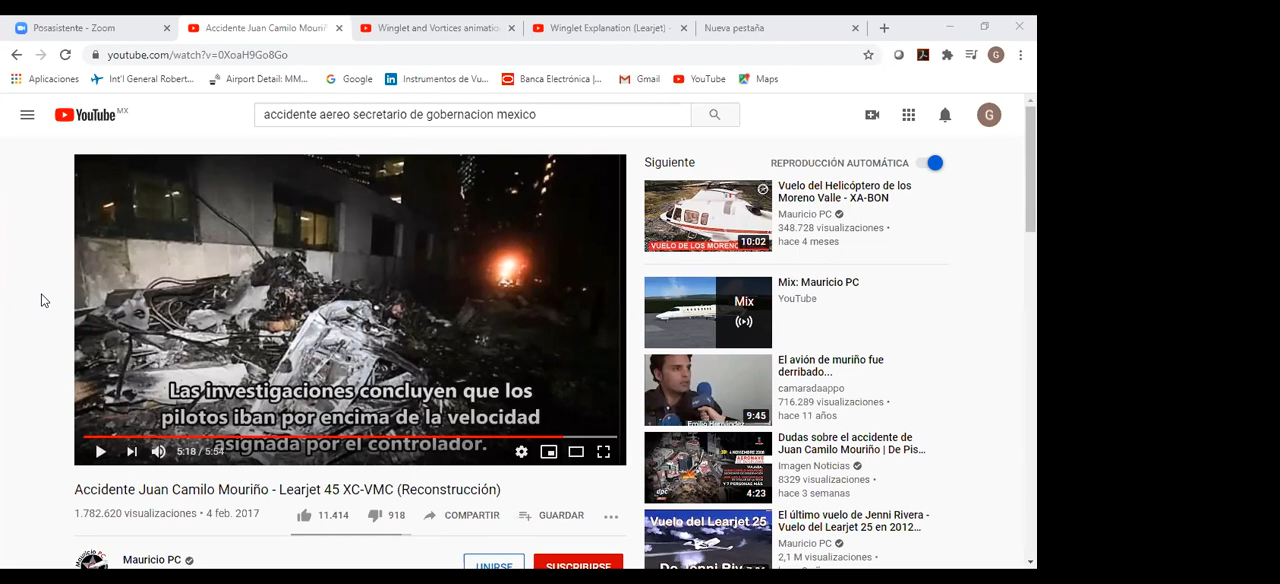 Posasistente - Zoom
Accidente Juan Camilo Mouriñ
Winglet and Vortices animatio
Winglet Explanation (Learjet) -
Nueva pestaña
youtube.com/watch?v=0XoaH9Go8Go
Aplicaciones
Int'l General Robert...
Airport Detail: MM...
Google
Instrumentos de Vu...
Banca Electrónica |...
Gmail
YouTube
Maps
YouTube MX
accidente aereo secretario de gobernacion mexico
G
Las investigaciones concluyen que los
pilotos iban por encima de la velocidad
asignada por el controlador.
5:18 / 5:54
Accidente Juan Camilo Mouriño - Learjet 45 XC-VMC (Reconstrucción)
1.782.620 visualizaciones • 4 feb. 2017
11.414
918
COMPARTIR
GUARDAR
Mauricio PC
UNIRSE
SUSCRIBIRSE
Siguiente
REPRODUCCIÓN AUTOMÁTICA
VUELO DE LOS MORENO
10:02
Vuelo del Helicóptero de los
Moreno Valle - XA-BON
Mauricio PC
348.728 visualizaciones •
hace 4 meses
Mix
Mix: Mauricio PC
YouTube
9:45
El avión de muriño fue
derribado...
camaradaappo
716.289 visualizaciones •
hace 11 años
4:23
Dudas sobre el accidente de
Juan Camilo Mouriño | De Pis...
Imagen Noticias
8329 visualizaciones •
hace 3 semanas
Vuelo del Learjet 25
De Jenni Riv
El último vuelo de Jenni Rivera -
Vuelo del Learjet 25 en 2012...
Mauricio PC
2,1 M visualizaciones •